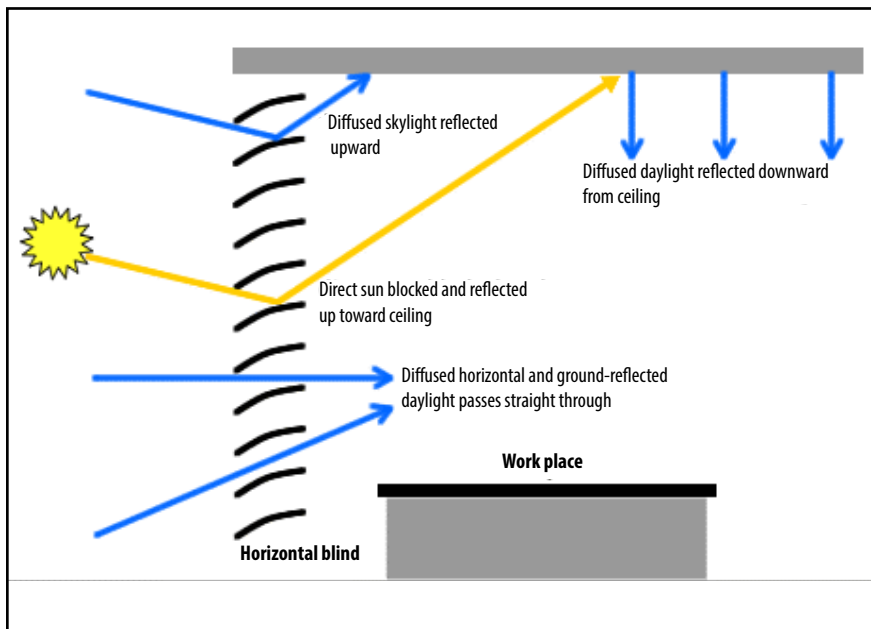 Diffused skylight reflected
upward
Diffused daylight reflected downward
from ceiling
Direct sun blocked and reflected
up toward ceiling
Diffused horizontal and ground-reflected
daylight passes straight through
Work place
Horizontal blind